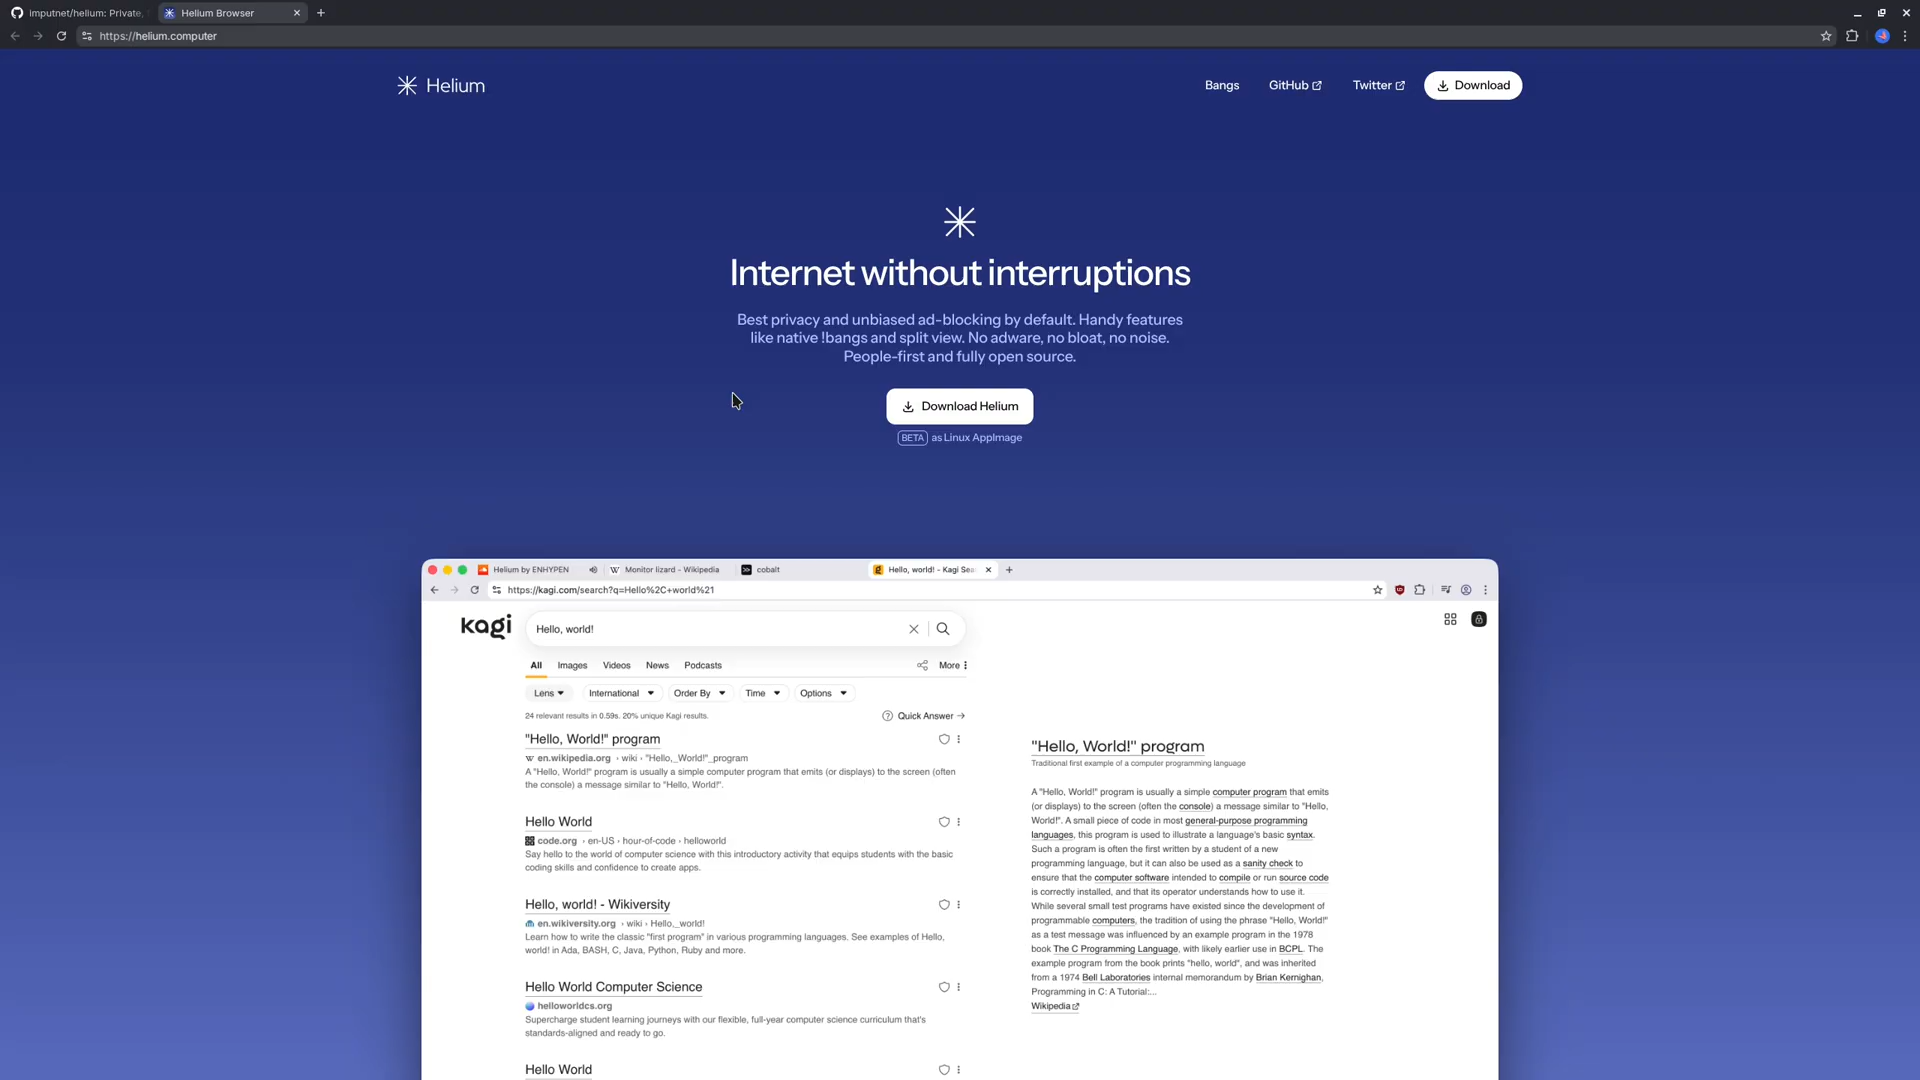 imputnet/helium: Private,
Helium Browser
https://helium.computer
Helium
Bangs
GitHub
Twitter
Download
Internet without interruptions
Best privacy and unbiased ad-blocking by default. Handy features
like native !bangs and split view. No adware, no bloat, no noise.
People-first and fully open source.
Download Helium
BETA as Linux AppImage
Helium by ENHYPEN
Monitor lizard - Wikipedia
cobalt
Hello, world! - Kagi Sea
https://kagi.com/search?q=Hello%2C+world%21
kagi
Hello, world!
All Images Videos News Podcasts
More
Lens
International
Order By
Time
Options
24 relevant results in 0.59s. 20% unique Kagi results.
Quick Answer
"Hello, World!" program
en.wikipedia.org › wiki › "Hello,_World!"_program
A "Hello, World!" program is usually a simple computer program that emits (or displays) to the screen (often
the console) a message similar to "Hello, World!".
Hello World
code.org › en-US › hour-of-code › helloworld
Say hello to the world of computer science with this introductory activity that equips students with the basic
coding skills and confidence to create apps.
Hello, world! - Wikiversity
en.wikiversity.org › wiki › Hello,_world!
Learn how to write the classic "first program" in various programming languages. See examples of Hello,
world! in Ada, BASH, C, Java, Python, Ruby and more.
Hello World Computer Science
helloworldcs.org
Supercharge student learning journeys with our flexible, full-year computer science curriculum that's
standards-aligned and ready to go.
Hello World
"Hello, World!" program
Traditional first example of a computer programming language
A "Hello, World!" program is usually a simple computer program that emits
(or displays) to the screen (often the console) a message similar to "Hello,
World!". A small piece of code in most general-purpose programming
languages, this program is used to illustrate a language's basic syntax.
Such a program is often the first written by a student of a new
programming language, but it can also be used as a sanity check to
ensure that the computer software intended to compile or run source code
is correctly installed, and that its operator understands how to use it.
While several small test programs have existed since the development of
programmable computers, the tradition of using the phrase "Hello, World!"
as a test message was influenced by an example program in the 1978
book The C Programming Language, with likely earlier use in BCPL. The
example program from the book prints "hello, world", and was inherited
from a 1974 Bell Laboratories internal memorandum by Brian Kernighan,
Programming in C: A Tutorial:...
Wikipedia